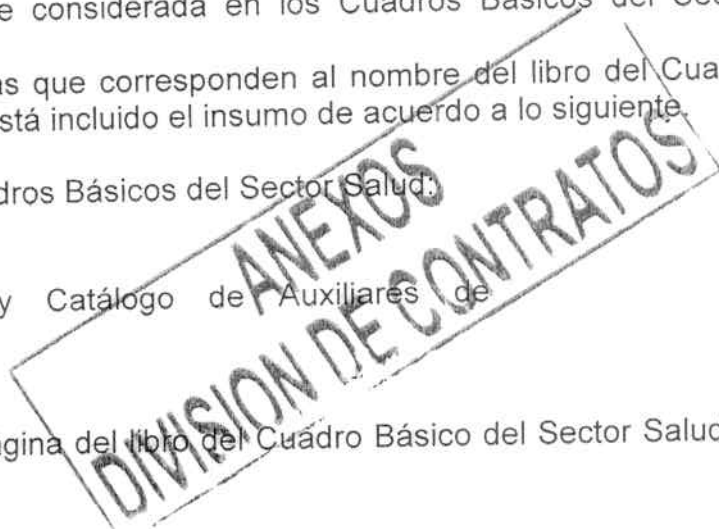 e considerada en los Cuadros Básicos del Sec
as que corresponden al nombre del libro del Cua
stá incluido el insumo de acuerdo a lo siguiente.
dros Básicos del Sector Salud:
y Catálogo de Auxiliares de
gina del libro del Cuadro Básico del Sector Salud
ANEXOS
DIVISION DE CONTRATOS